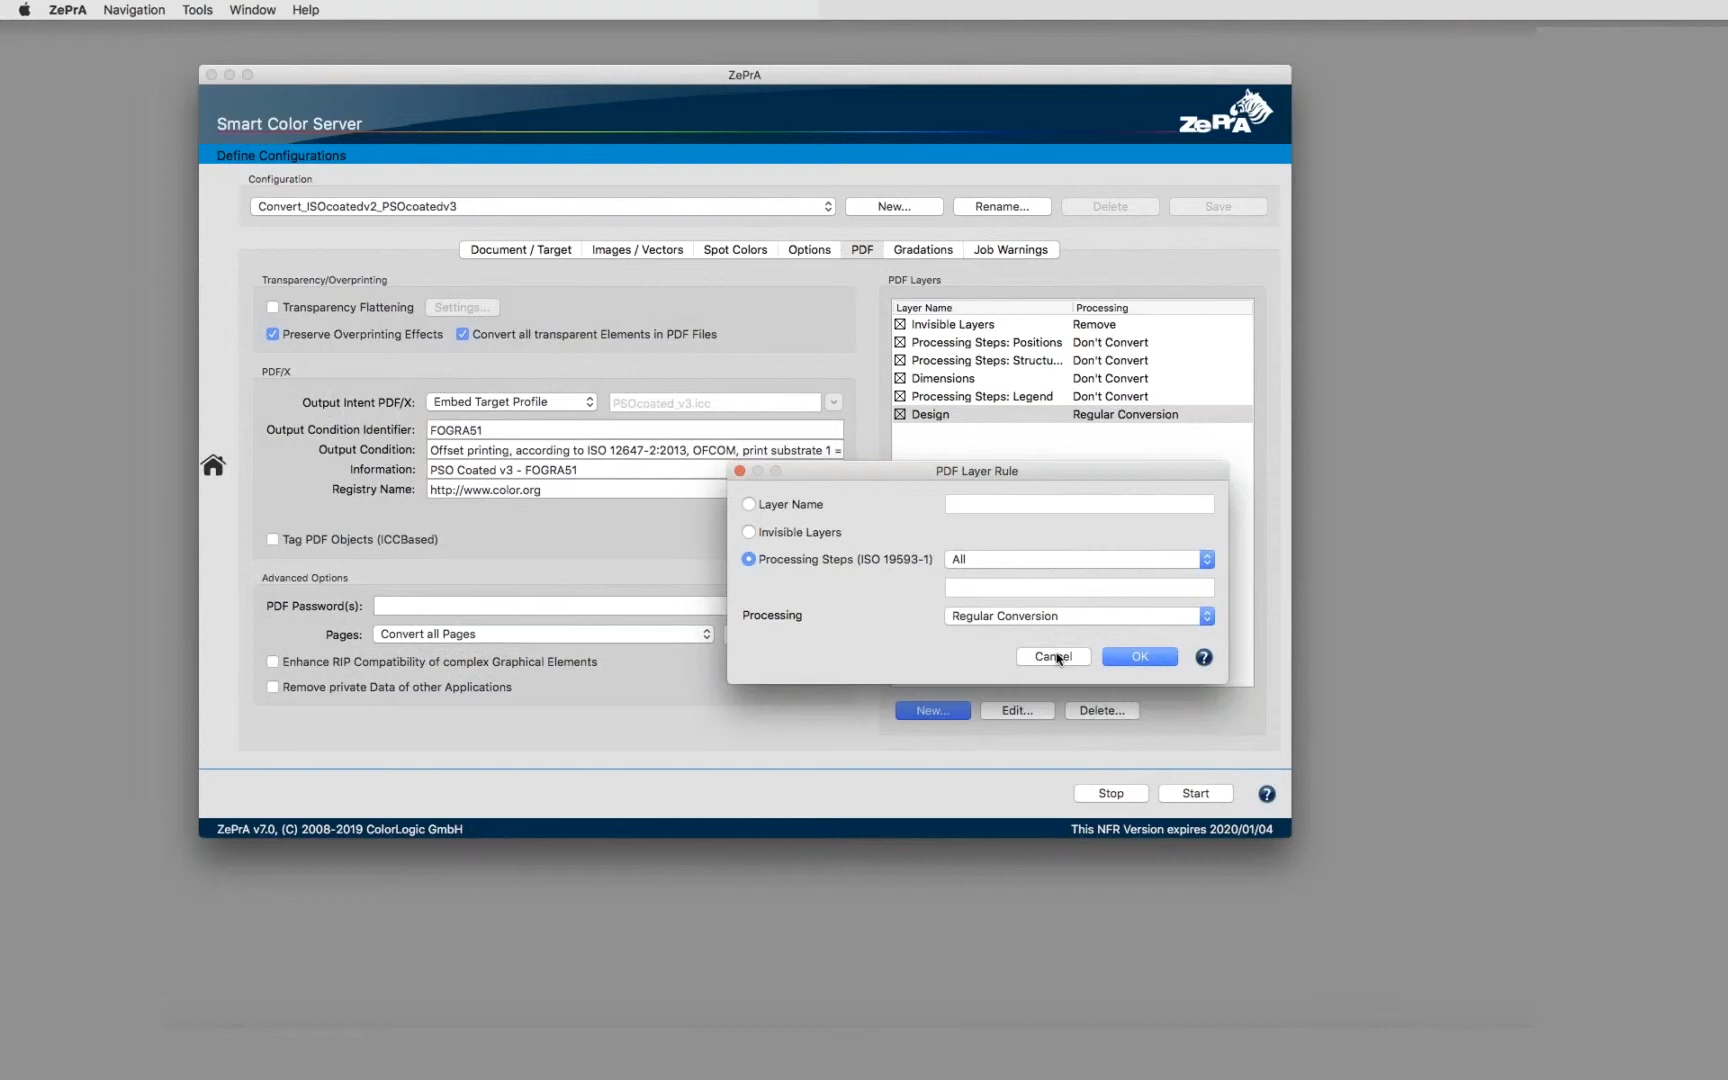 ZePrA Navigation Tools Window Help
ZePrA
Smart Color Server
ZePrA
Define Configurations
Configuration
Convert_ISOcoatedv2_PSOcoatedv3
New...
Rename...
Delete
Save
Document / Target
Images / Vectors
Spot Colors
Options
PDF
Gradations
Job Warnings
Transparency/Overprinting
Transparency Flattening
Settings...
Preserve Overprinting Effects
Convert all transparent Elements in PDF Files
PDF/X
Output Intent PDF/X: Embed Target Profile
PSOcoated_v3.icc
Output Condition Identifier: FOGRA51
Output Condition: Offset printing, according to ISO 12647-2:2013, OFCOM, print substrate 1 =
Information: PSO Coated v3 - FOGRA51
Registry Name: http://www.color.org
Tag PDF Objects (ICCBased)
Advanced Options
PDF Password(s):
Pages: Convert all Pages
Enhance RIP Compatibility of complex Graphical Elements
Remove private Data of other Applications
PDF Layers
Layer Name Processing
Invisible Layers Remove
Processing Steps: Positions Don't Convert
Processing Steps: Structu... Don't Convert
Dimensions Don't Convert
Processing Steps: Legend Don't Convert
Design Regular Conversion
PDF Layer Rule
Layer Name
Invisible Layers
Processing Steps (ISO 19593-1) All
Processing Regular Conversion
Cancel
OK
?
New...
Edit...
Delete...
Stop
Start
?
ZePrA v7.0, (C) 2008-2019 ColorLogic GmbH
This NFR Version expires 2020/01/04